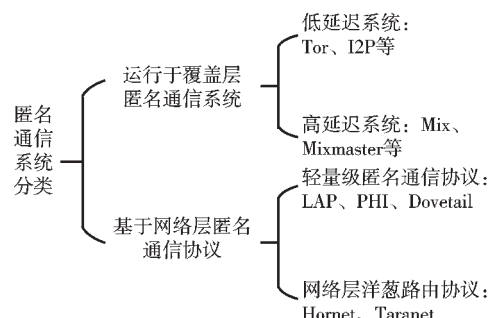 匿名
通信
系统
分类
运行于覆盖层
匿名通信系统
低延迟系统：
Tor、I2P等
高延迟系统：Mix、
Mixmaster等
基于网络层匿名
通信协议
轻量级匿名通信协议：
LAP、PHI、Dovetail
网络层洋葱路由协议：
Hornet、Taranet